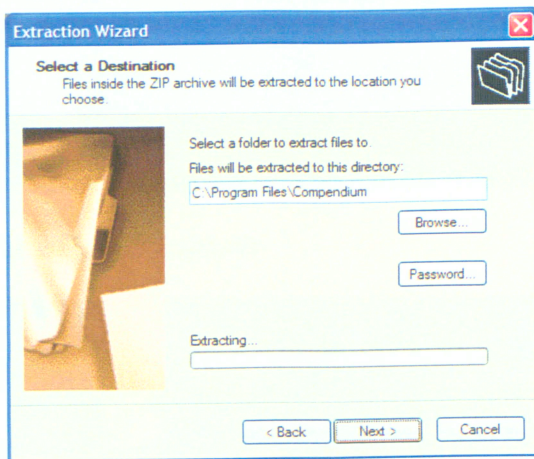 Extraction Wizard
Select a Destination
Files inside the ZIP archive will be extracted to the location you
choose.
Select a folder to extract files to.
Files will be extracted to this directory:
C:\Program Files\Compendium
Browse...
Password...
Extracting...
< Back
Next >
Cancel